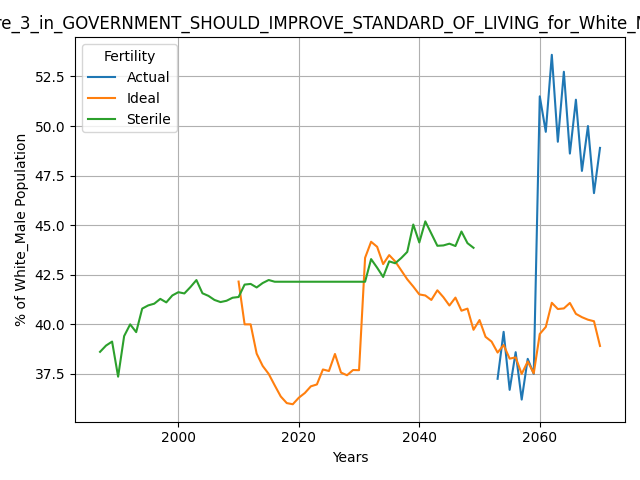 re_3_in_GOVERNMENT_SHOULD_IMPROVE_STANDARD_OF_LIVING_for_White_M
Fertility
Actual
Ideal
Sterile
% of White_Male Population
52.5
50.0
47.5
45.0
42.5
40.0
37.5
2000
2020
2040
2060
Years